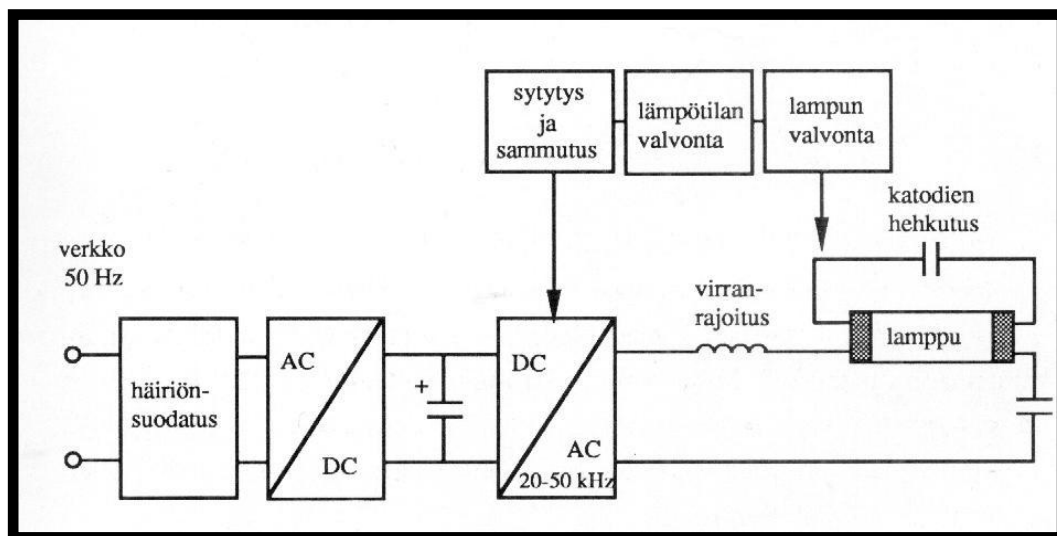 sytytys
ja
sammutus
lämpötilan
valvonta
lampun
valvonta
katodien
hehkutus
verkko
50 Hz
virran-
rajoitus
häiriön-
suodatus
AC
DC
+
DC
AC
20-50 kHz
lamppu